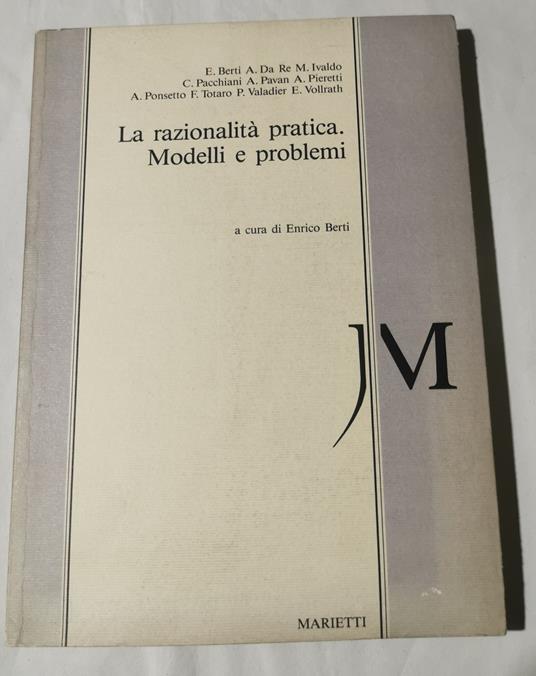 E. Berti A. Da Re M. Ivaldo
C. Pacchiani A. Pavan A. Pieretti
A. Ponsetto F. Totaro P. Valadier E. Vollrath
La razionalità pratica.
Modelli e problemi
a cura di Enrico Berti
JM
MARIETTI